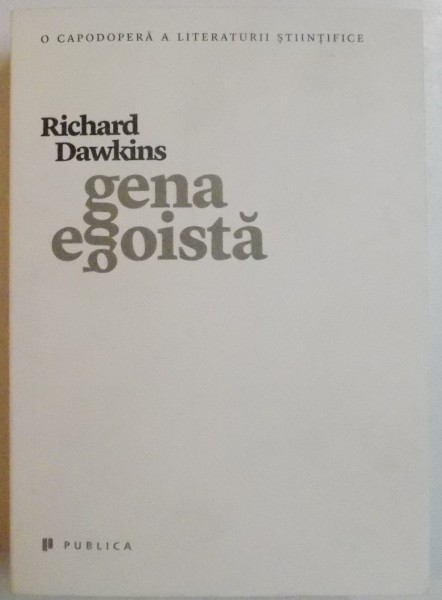 O CAPODOPERĂ A LITERATURII ȘTIINȚIFICE
Richard
Dawkins
gena
egoistă
PUBLICA